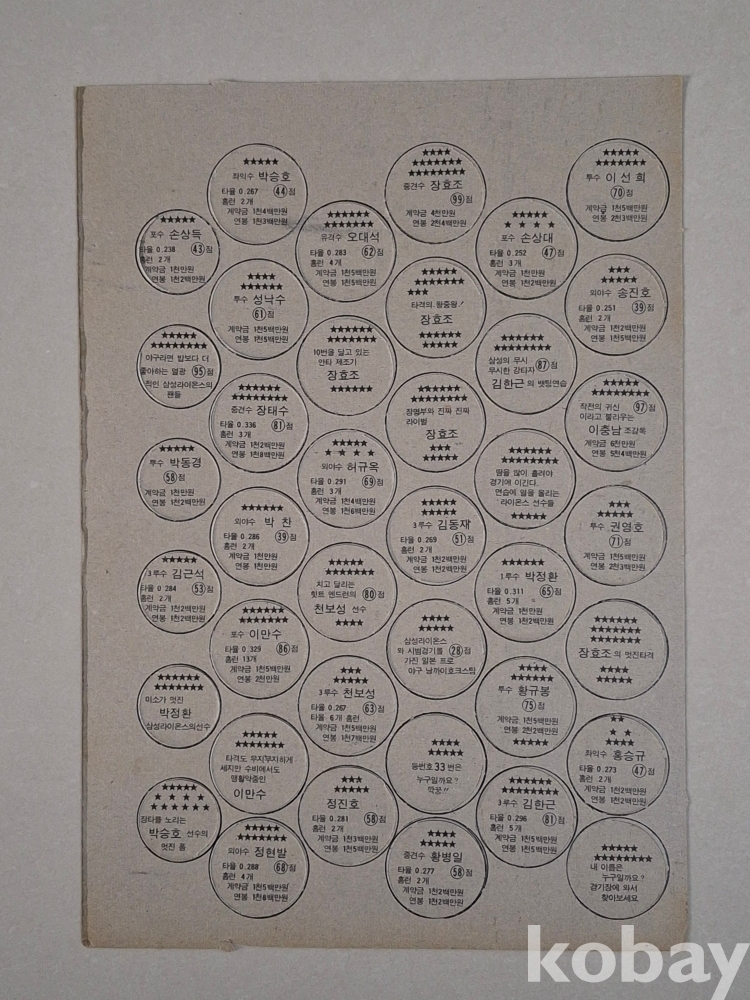 ★★★★★
포수 손상득
타율 0.238 43점
홈런 2개
계약금 1천만원
연봉 1천2백만원
야구라면 밥보다 더
좋아하는 열광 95점
적인 삼성라이온스의
팬들
투수 박동경
58점
계약금 1천만원
연봉 1천2백만원
3루수 김근석
타율 0.284 53점
홈런 2개
계약금 1천2백만원
연봉 1천2백만원
미소가 멋진
박정환
삼성라이온스의선수
장타를 노리는
박승호 선수의
멋진 폼
좌익수 박승호
타율 0.267 44점
홈런 2개
계약금 1천4백만원
연봉 1천3백만원
투수 성낙수
61점
계약금 1천5백만원
연봉 1천5백만원
중견수 장태수
타율 0.336 81점
홈런 3개
계약금 1천2백만원
연봉 1천8백만원
외야수 박 찬
타율 0.286 39점
홈런 2개
계약금 1천만원
연봉 1천만원
포수 이만수
타율 0.329 86점
홈런 13개
계약금 1천5백만원
연봉 2천만원
타격도 무지무지하게
세지만 수비에서도
맹활약중인
이만수
외야수 정현발
타율 0.288 68점
홈런 4개
계약금 1천5백만원
연봉 1천8백만원
유격수 오대석
타율 0.283 62점
홈런 4개
계약금 1천5백만원
연봉 1천5백만원
10번을 달고 있는
안타 제조기
장효조
외야수 허규옥
타율 0.291 69점
홈런 3개
계약금 1천4백만원
연봉 1천6백만원
치고 달리는
힛트 엔드런의 80점
천보성 선수
3루수 천보성
타율 0.267 63점
타율 6개 홈런
계약금 1천5백만원
연봉 1천7백만원
정진호
타율 0.281 58점
홈런 2개
계약금 1천3백만원
연봉 1천5백만원
중견수 장효조
99점
계약금 4천만원
연봉 2천4백만원
타격의 황중왕!
장효조
장명부와 진짜 진짜
라이벌
장효조
3루수 김동재
타율 0.269 51점
홈런 2개
계약금 1천2백만원
연봉 1천2백만원
삼성라이온스
와 시범경기를 28점
가진 일본 프로
야구 낭까이호크스팀
등번호 33번은
누구일까요?
깍꿍!!
중견수 황병일
타율 0.277 58점
홈런 2개
계약금 1천2백만원
연봉 1천2백만원
포수 손상대
타율 0.252 47점
홈런 3개
계약금 1천만원
연봉 1천2백만원
삼성의 무시
무시한 강타자 87점
김한근의 뱃팅연습
땀을 많이 흘려야
경기에 이긴다.
연습에 열을 올리는
라이온스 선수들
1루수 박정환
타율 0.311 65점
홈런 5개
계약금 1천만원
연봉 1천2백만원
투수 황규봉
75점
계약금 1천5백만원
연봉 2천2백만원
3루수 김한근
타율 0.296 81점
홈런 5개
계약금 1천5백만원
연봉 1천5백만원
투수 이선희
70점
계약금 1천5백만원
연봉 2천3백만원
외야수 송진호
타율 0.251 39점
홈런 2개
계약금 1천만원
연봉 1천2백만원
작전의 귀신 97점
이라고 불리우는
이충남 조감독
계약금 6천만원
연봉 5천4백만원
투수 권영호
71점
계약금 1천5백만원
연봉 2천3백만원
장효조의 멋진타격
좌익수 홍승규
타율 0.273 47점
홈런 2개
계약금 1천2백만원
연봉 1천2백만원
내 이름은
누구일까요?
경기장에 와서
찾아보세요
kobay